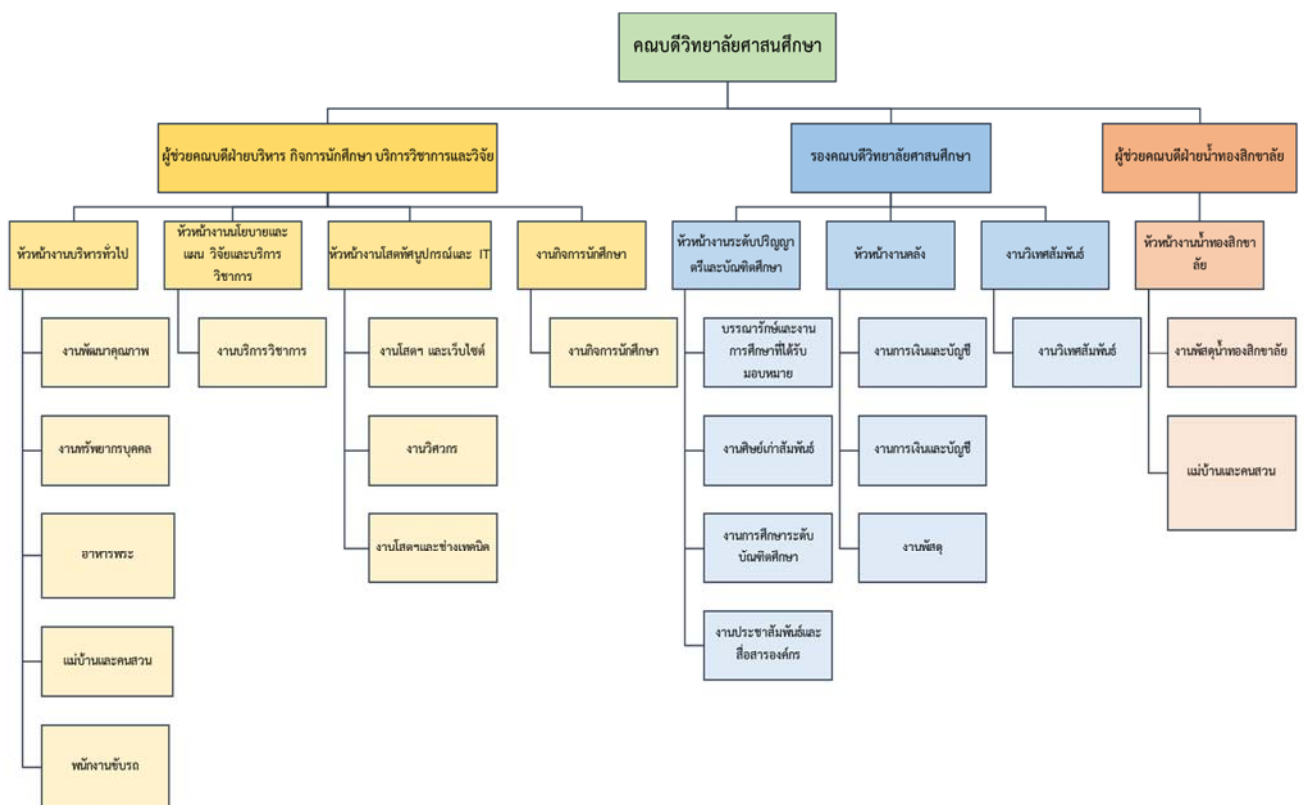 คณบดีวิทยาลัยศาสนศึกษา
ผู้ช่วยคณบดีฝ่ายบริหาร กิจการนักศึกษา บริการวิชาการและวิจัย
รองคณบดีวิทยาลัยศาสนศึกษา
ผู้ช่วยคณบดีฝ่ายน้ำทองสิกขาลัย
หัวหน้างานบริหารทั่วไป
หัวหน้างานนโยบายและ
แผน วิจัยและบริการ
วิชาการ
หัวหน้างานโสตทัศนูปกรณ์และ IT
งานกิจการนักศึกษา
หัวหน้างานระดับปริญญา
ตรีและบัณฑิตศึกษา
หัวหน้างานคลัง
งานวิเทศสัมพันธ์
หัวหน้างานน้ำทองสิกขา
ลัย
งานพัฒนาคุณภาพ
งานบริการวิชาการ
งานโสตฯ และเว็บไซต์
งานกิจการนักศึกษา
บรรณารักษ์และงาน
การศึกษาที่ได้รับ
มอบหมาย
งานการเงินและบัญชี
งานวิเทศสัมพันธ์
งานพัสดุน้ำทองสิกขาลัย
งานทรัพยากรบุคคล
งานวิศวกร
งานศิษย์เก่าสัมพันธ์
งานการเงินและบัญชี
แม่บ้านและคนสวน
อาหารพระ
งานโสตฯและช่างเทคนิค
งานการศึกษาระดับ
บัณฑิตศึกษา
งานพัสดุ
แม่บ้านและคนสวน
งานประชาสัมพันธ์และ
สื่อสารองค์กร
พนักงานขับรถ